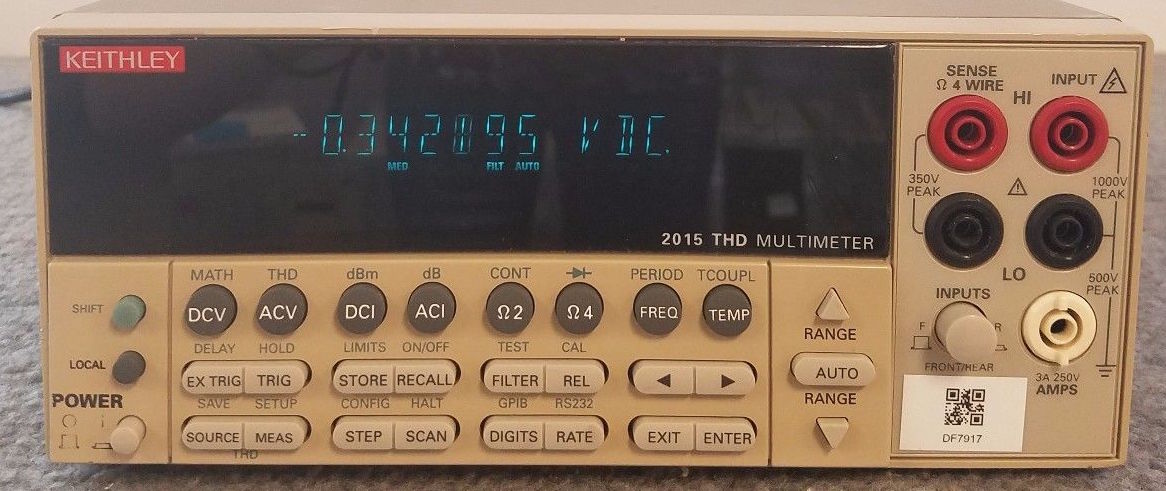 KEITHLEY
VDC
MED FILT AUTO
2015 THD MULTIMETER
SENSE
Ω 4 WIRE
INPUT
HI
350V
PEAK
1000V
PEAK
LO
500V
PEAK
INPUTS
F R
FRONT/REAR
3A 250V
AMPS
DF7917
MATH THD dBm dB CONT PERIOD TCOUPL
SHIFT
DCV ACV DCI ACI Ω2 Ω4 FREQ TEMP
DELAY HOLD LIMITS ON/OFF TEST CAL
LOCAL
EX TRIG TRIG STORE RECALL FILTER REL ◀ ▶
SAVE SETUP CONFIG HALT GPIB RS232
POWER
SOURCE MEAS STEP SCAN DIGITS RATE EXIT ENTER
THD
RANGE
AUTO
RANGE